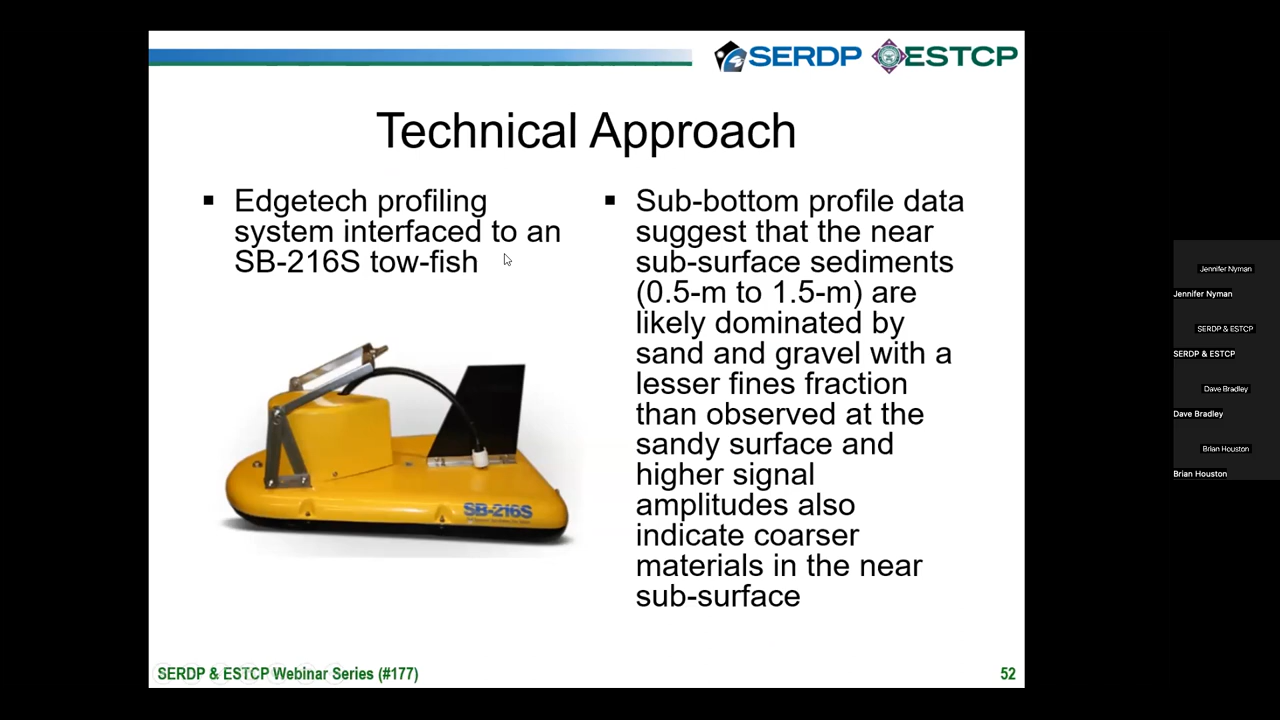 SERDP ESTCP
Technical Approach
▪ Edgetech profiling
system interfaced to an
SB-216S tow-fish
SB-216S
▪ Sub-bottom profile data
suggest that the near
sub-surface sediments
(0.5-m to 1.5-m) are
likely dominated by
sand and gravel with a
lesser fines fraction
than observed at the
sandy surface and
higher signal
amplitudes also
indicate coarser
materials in the near
sub-surface
SERDP & ESTCP Webinar Series (#177)
52
Jennifer Nyman
Jennifer Nyman
SERDP & ESTCP
SERDP & ESTCP
Dave Bradley
Dave Bradley
Brian Houston
Brian Houston